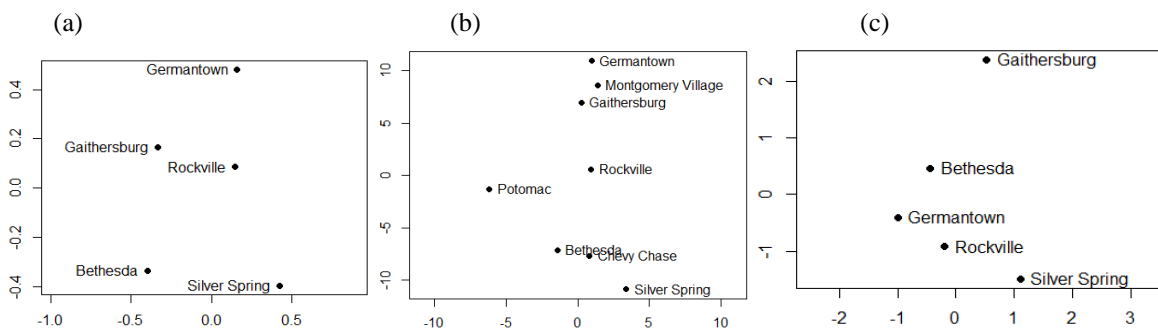 (a)
Germantown
Gaithersburg
Rockville
Bethesda
Silver Spring
0.4
0.2
0.0
-0.2
-0.4
-1.0 -0.5 0.0 0.5
(b)
Germantown
Montgomery Village
Gaithersburg
Rockville
Potomac
Bethesda
Chevy Chase
Silver Spring
10
5
0
-5
-10
-10 -5 0 5 10
(c)
Gaithersburg
Bethesda
Germantown
Rockville
Silver Spring
2
1
0
-1
-2 -1 0 1 2 3